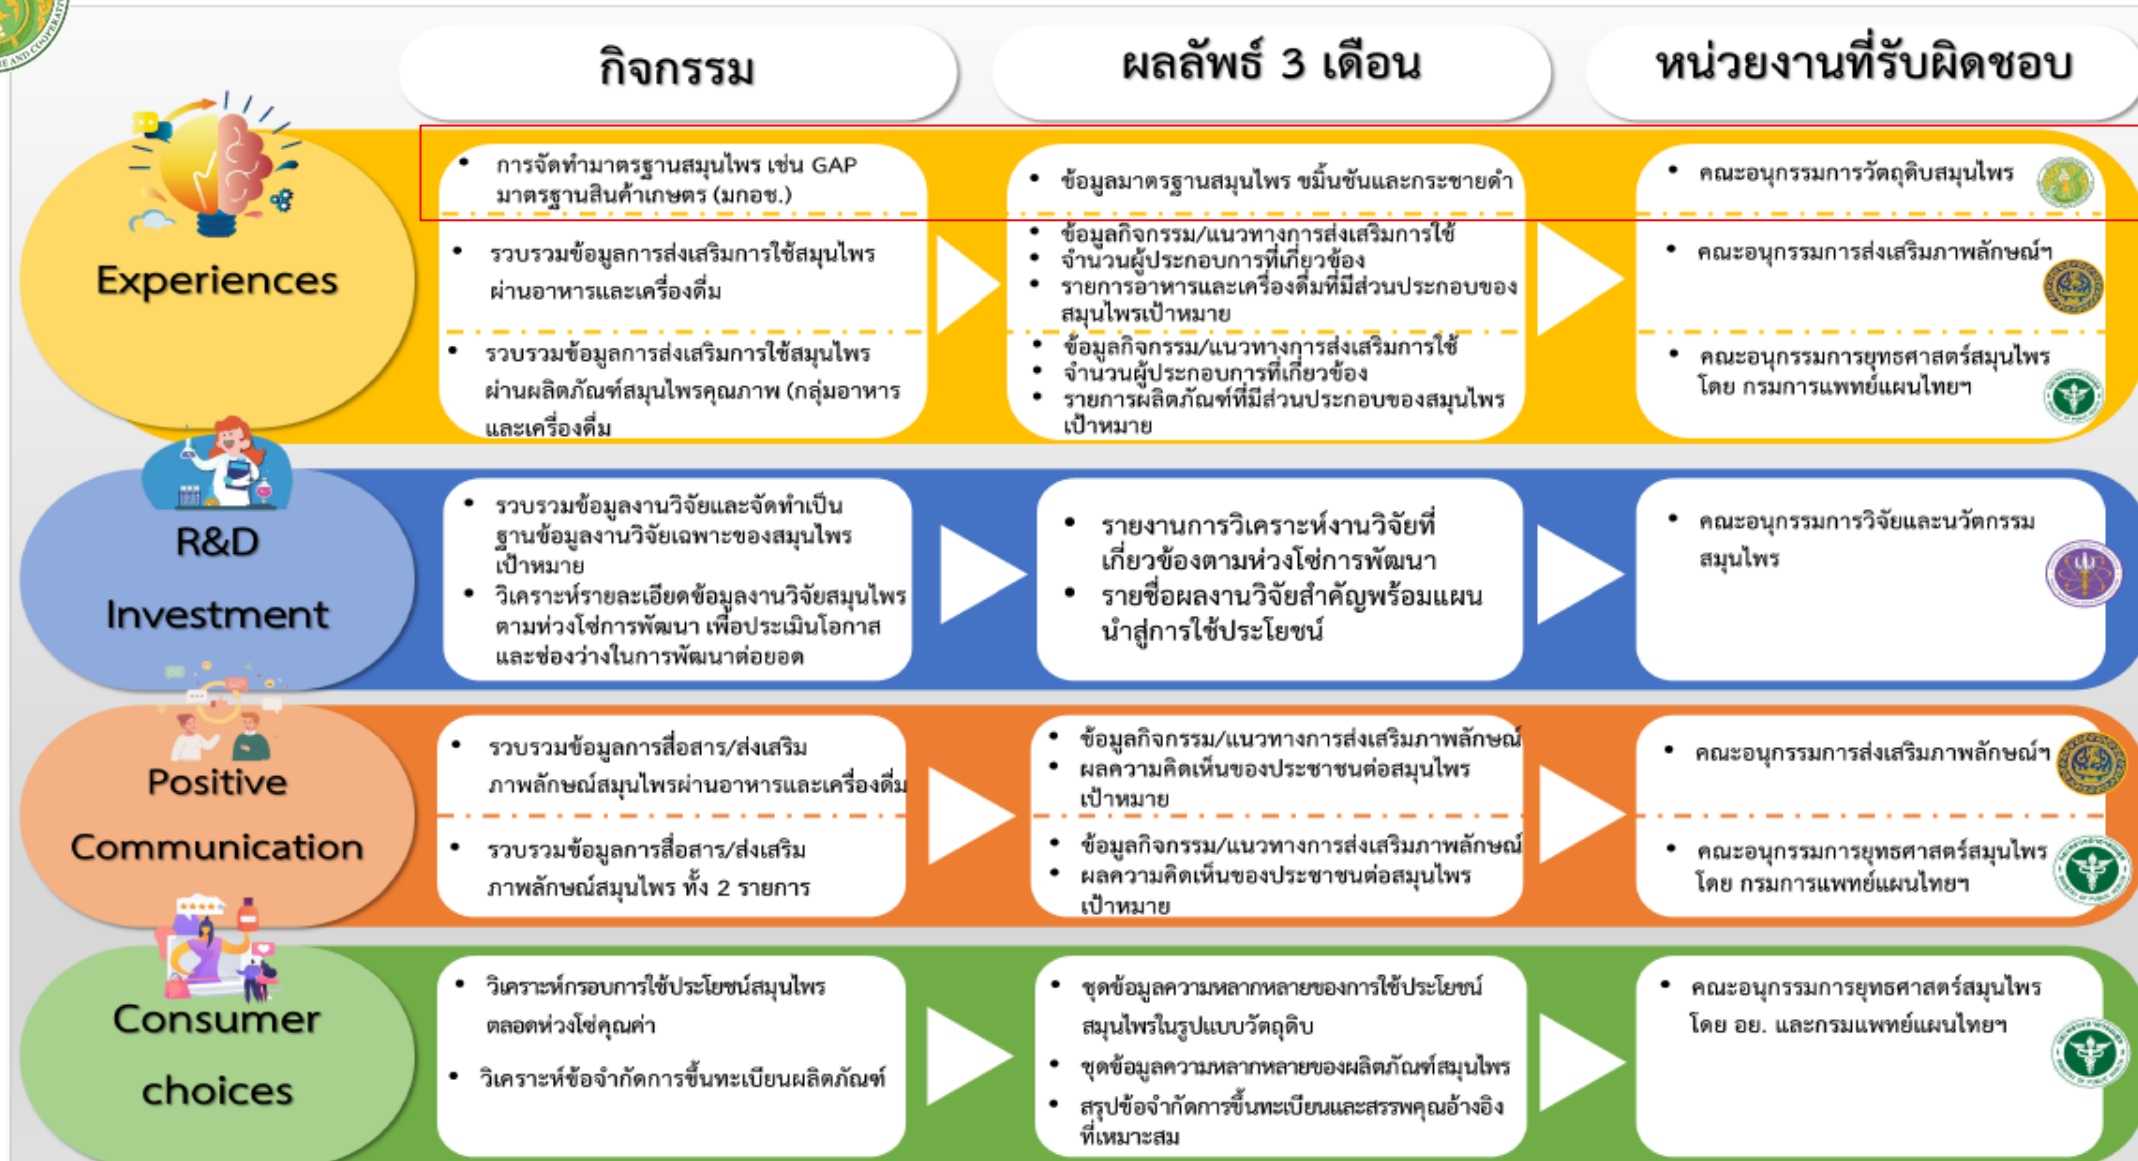 RE AND COOPERATIV
กิจกรรม
ผลลัพธ์ 3 เดือน
หน่วยงานที่รับผิดชอบ
Experiences
• การจัดทำมาตรฐานสมุนไพร เช่น GAP
มาตรฐานสินค้าเกษตร (มกอช.)
• ข้อมูลมาตรฐานสมุนไพร ขมิ้นชันและกระชายดำ
• คณะอนุกรรมการวัตถุดิบสมุนไพร
• รวบรวมข้อมูลการส่งเสริมการใช้สมุนไพร
ผ่านอาหารและเครื่องดื่ม
• ข้อมูลกิจกรรม/แนวทางการส่งเสริมการใช้
• จำนวนผู้ประกอบการที่เกี่ยวข้อง
• รายการอาหารและเครื่องดื่มที่มีส่วนประกอบของ
สมุนไพรเป้าหมาย
• คณะอนุกรรมการส่งเสริมภาพลักษณ์ฯ
• รวบรวมข้อมูลการส่งเสริมการใช้สมุนไพร
ผ่านผลิตภัณฑ์สมุนไพรคุณภาพ (กลุ่มอาหาร
และเครื่องดื่ม
• ข้อมูลกิจกรรม/แนวทางการส่งเสริมการใช้
• จำนวนผู้ประกอบการที่เกี่ยวข้อง
• รายการผลิตภัณฑ์ที่มีส่วนประกอบของสมุนไพร
เป้าหมาย
• คณะอนุกรรมการยุทธศาสตร์สมุนไพร
โดย กรมการแพทย์แผนไทยฯ
R&D
Investment
• รวบรวมข้อมูลงานวิจัยและจัดทำเป็น
ฐานข้อมูลงานวิจัยเฉพาะของสมุนไพร
เป้าหมาย
• วิเคราะห์รายละเอียดข้อมูลงานวิจัยสมุนไพร
ตามห่วงโซ่การพัฒนา เพื่อประเมินโอกาส
และช่องว่างในการพัฒนาต่อยอด
• รายงานการวิเคราะห์งานวิจัยที่
เกี่ยวข้องตามห่วงโซ่การพัฒนา
• รายชื่อผลงานวิจัยสำคัญพร้อมแผน
นำสู่การใช้ประโยชน์
• คณะอนุกรรมการวิจัยและนวัตกรรม
สมุนไพร
Positive
Communication
• รวบรวมข้อมูลการสื่อสาร/ส่งเสริม
ภาพลักษณ์สมุนไพรผ่านอาหารและเครื่องดื่ม
• ข้อมูลกิจกรรม/แนวทางการส่งเสริมภาพลักษณ์
• ผลความคิดเห็นของประชาชนต่อสมุนไพร
เป้าหมาย
• คณะอนุกรรมการส่งเสริมภาพลักษณ์ฯ
• รวบรวมข้อมูลการสื่อสาร/ส่งเสริม
ภาพลักษณ์สมุนไพร ทั้ง 2 รายการ
• ข้อมูลกิจกรรม/แนวทางการส่งเสริมภาพลักษณ์
• ผลความคิดเห็นของประชาชนต่อสมุนไพร
เป้าหมาย
• คณะอนุกรรมการยุทธศาสตร์สมุนไพร
โดย กรมการแพทย์แผนไทยฯ
Consumer
choices
• วิเคราะห์กรอบการใช้ประโยชน์สมุนไพร
ตลอดห่วงโซ่คุณค่า
• วิเคราะห์ข้อจำกัดการขึ้นทะเบียนผลิตภัณฑ์
• ชุดข้อมูลความหลากหลายของการใช้ประโยชน์
สมุนไพรในรูปแบบวัตถุดิบ
• ชุดข้อมูลความหลากหลายของผลิตภัณฑ์สมุนไพร
• สรุปข้อจำกัดการขึ้นทะเบียนและสรรพคุณอ้างอิง
ที่เหมาะสม
• คณะอนุกรรมการยุทธศาสตร์สมุนไพร
โดย อย. และกรมแพทย์แผนไทยฯ